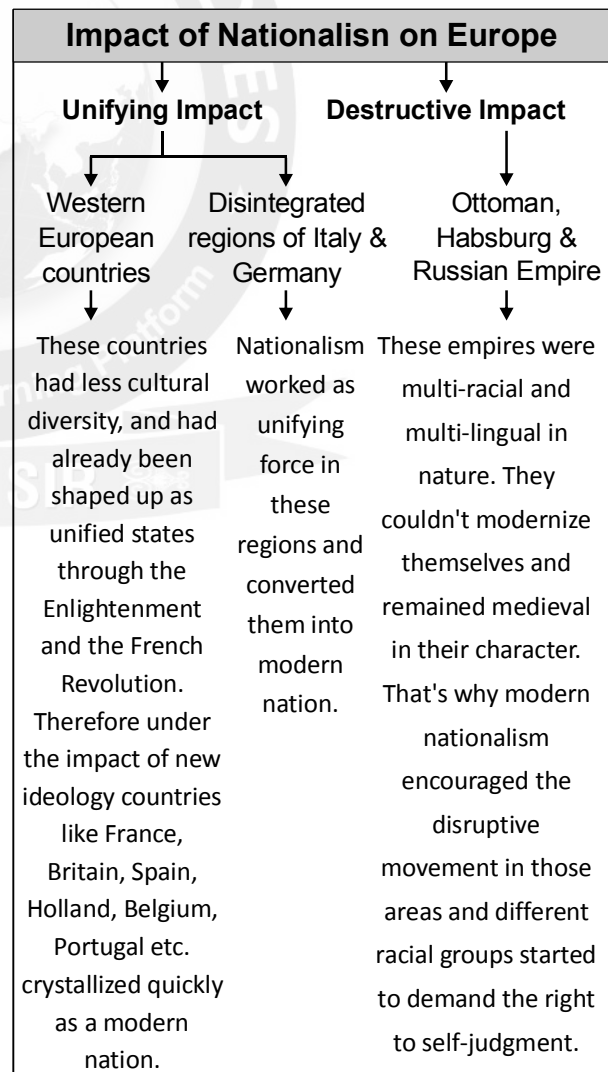 Impact of Nationalisn on Europe
Unifying Impact
Destructive Impact
Western
European
countries
Disintegrated
regions of Italy &
Germany
Ottoman,
Habsburg &
Russian Empire
These countries
had less cultural
diversity, and had
already been
shaped up as
unified states
through the
Enlightenment
and the French
Revolution.
Therefore under
the impact of new
ideology countries
like France,
Britain, Spain,
Holland, Belgium,
Portugal etc.
crystallized quickly
as a modern
nation.
Nationalism
worked as
unifying
force in
these
regions and
converted
them into
modern
nation.
These empires were
multi-racial and
multi-lingual in
nature. They
couldn't modernize
themselves and
remained medieval
in their character.
That's why modern
nationalism
encouraged the
disruptive
movement in those
areas and different
racial groups started
to demand the right
to self-judgment.